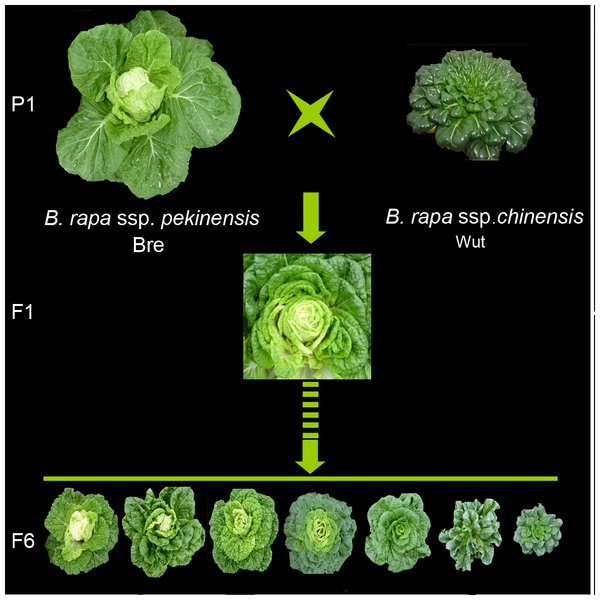 P1
B. rapa ssp. pekinensis
Bre
B. rapa ssp.chinensis
Wut
F1
F6